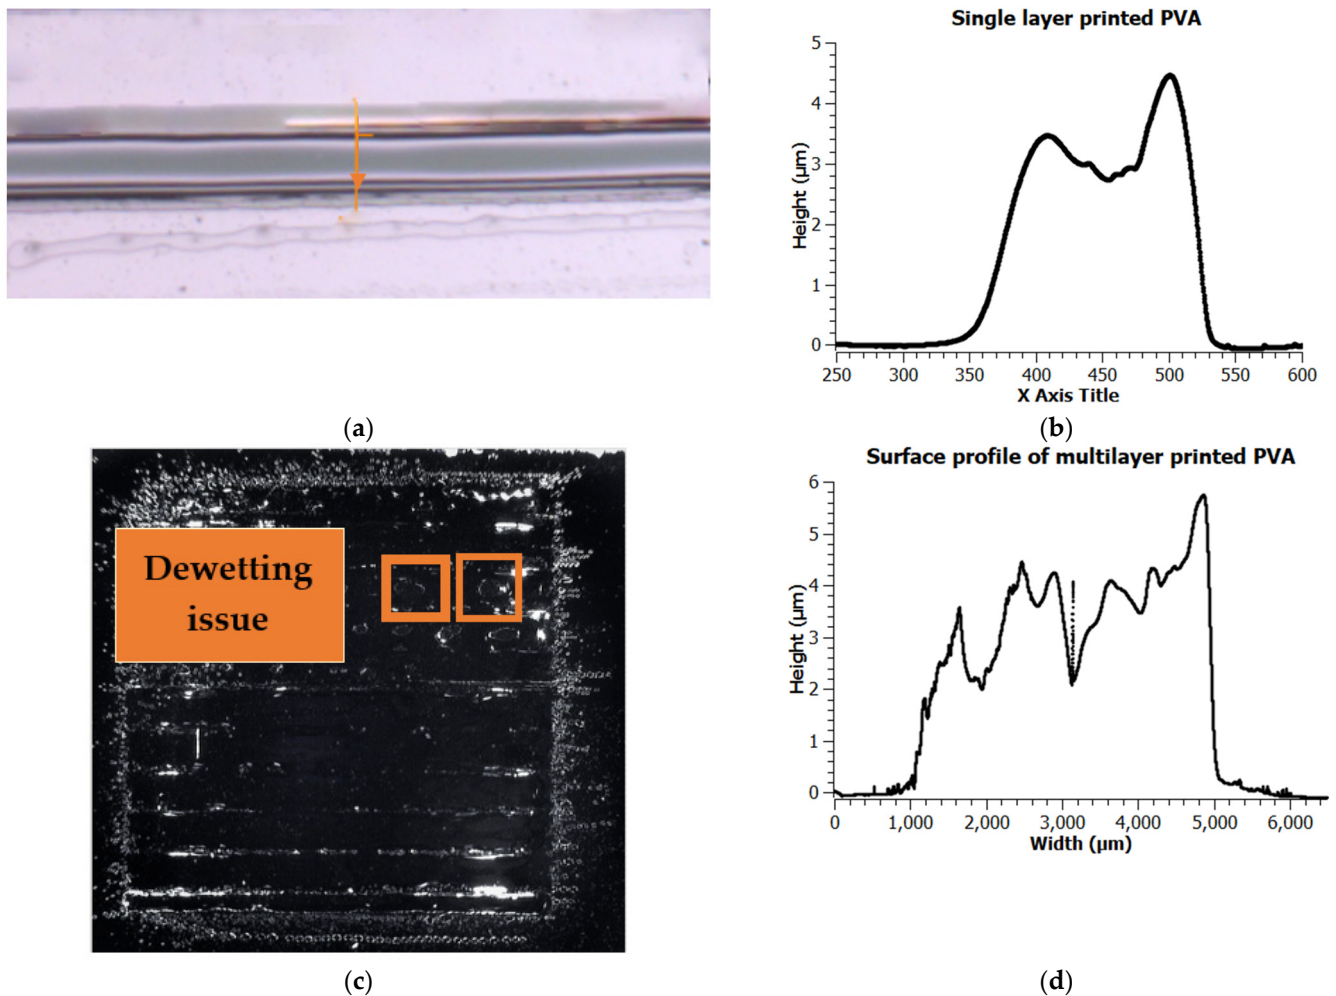 Single layer printed PVA
5
4
3
2
1
0
Height (µm)
250 300 350 400 450 500 550 600
X Axis Title
(a)
(b)
Dewetting
issue
Surface profile of multilayer printed PVA
6
5
4
3
2
1
0
Height (µm)
0 1,000 2,000 3,000 4,000 5,000 6,000
Width (µm)
(c)
(d)